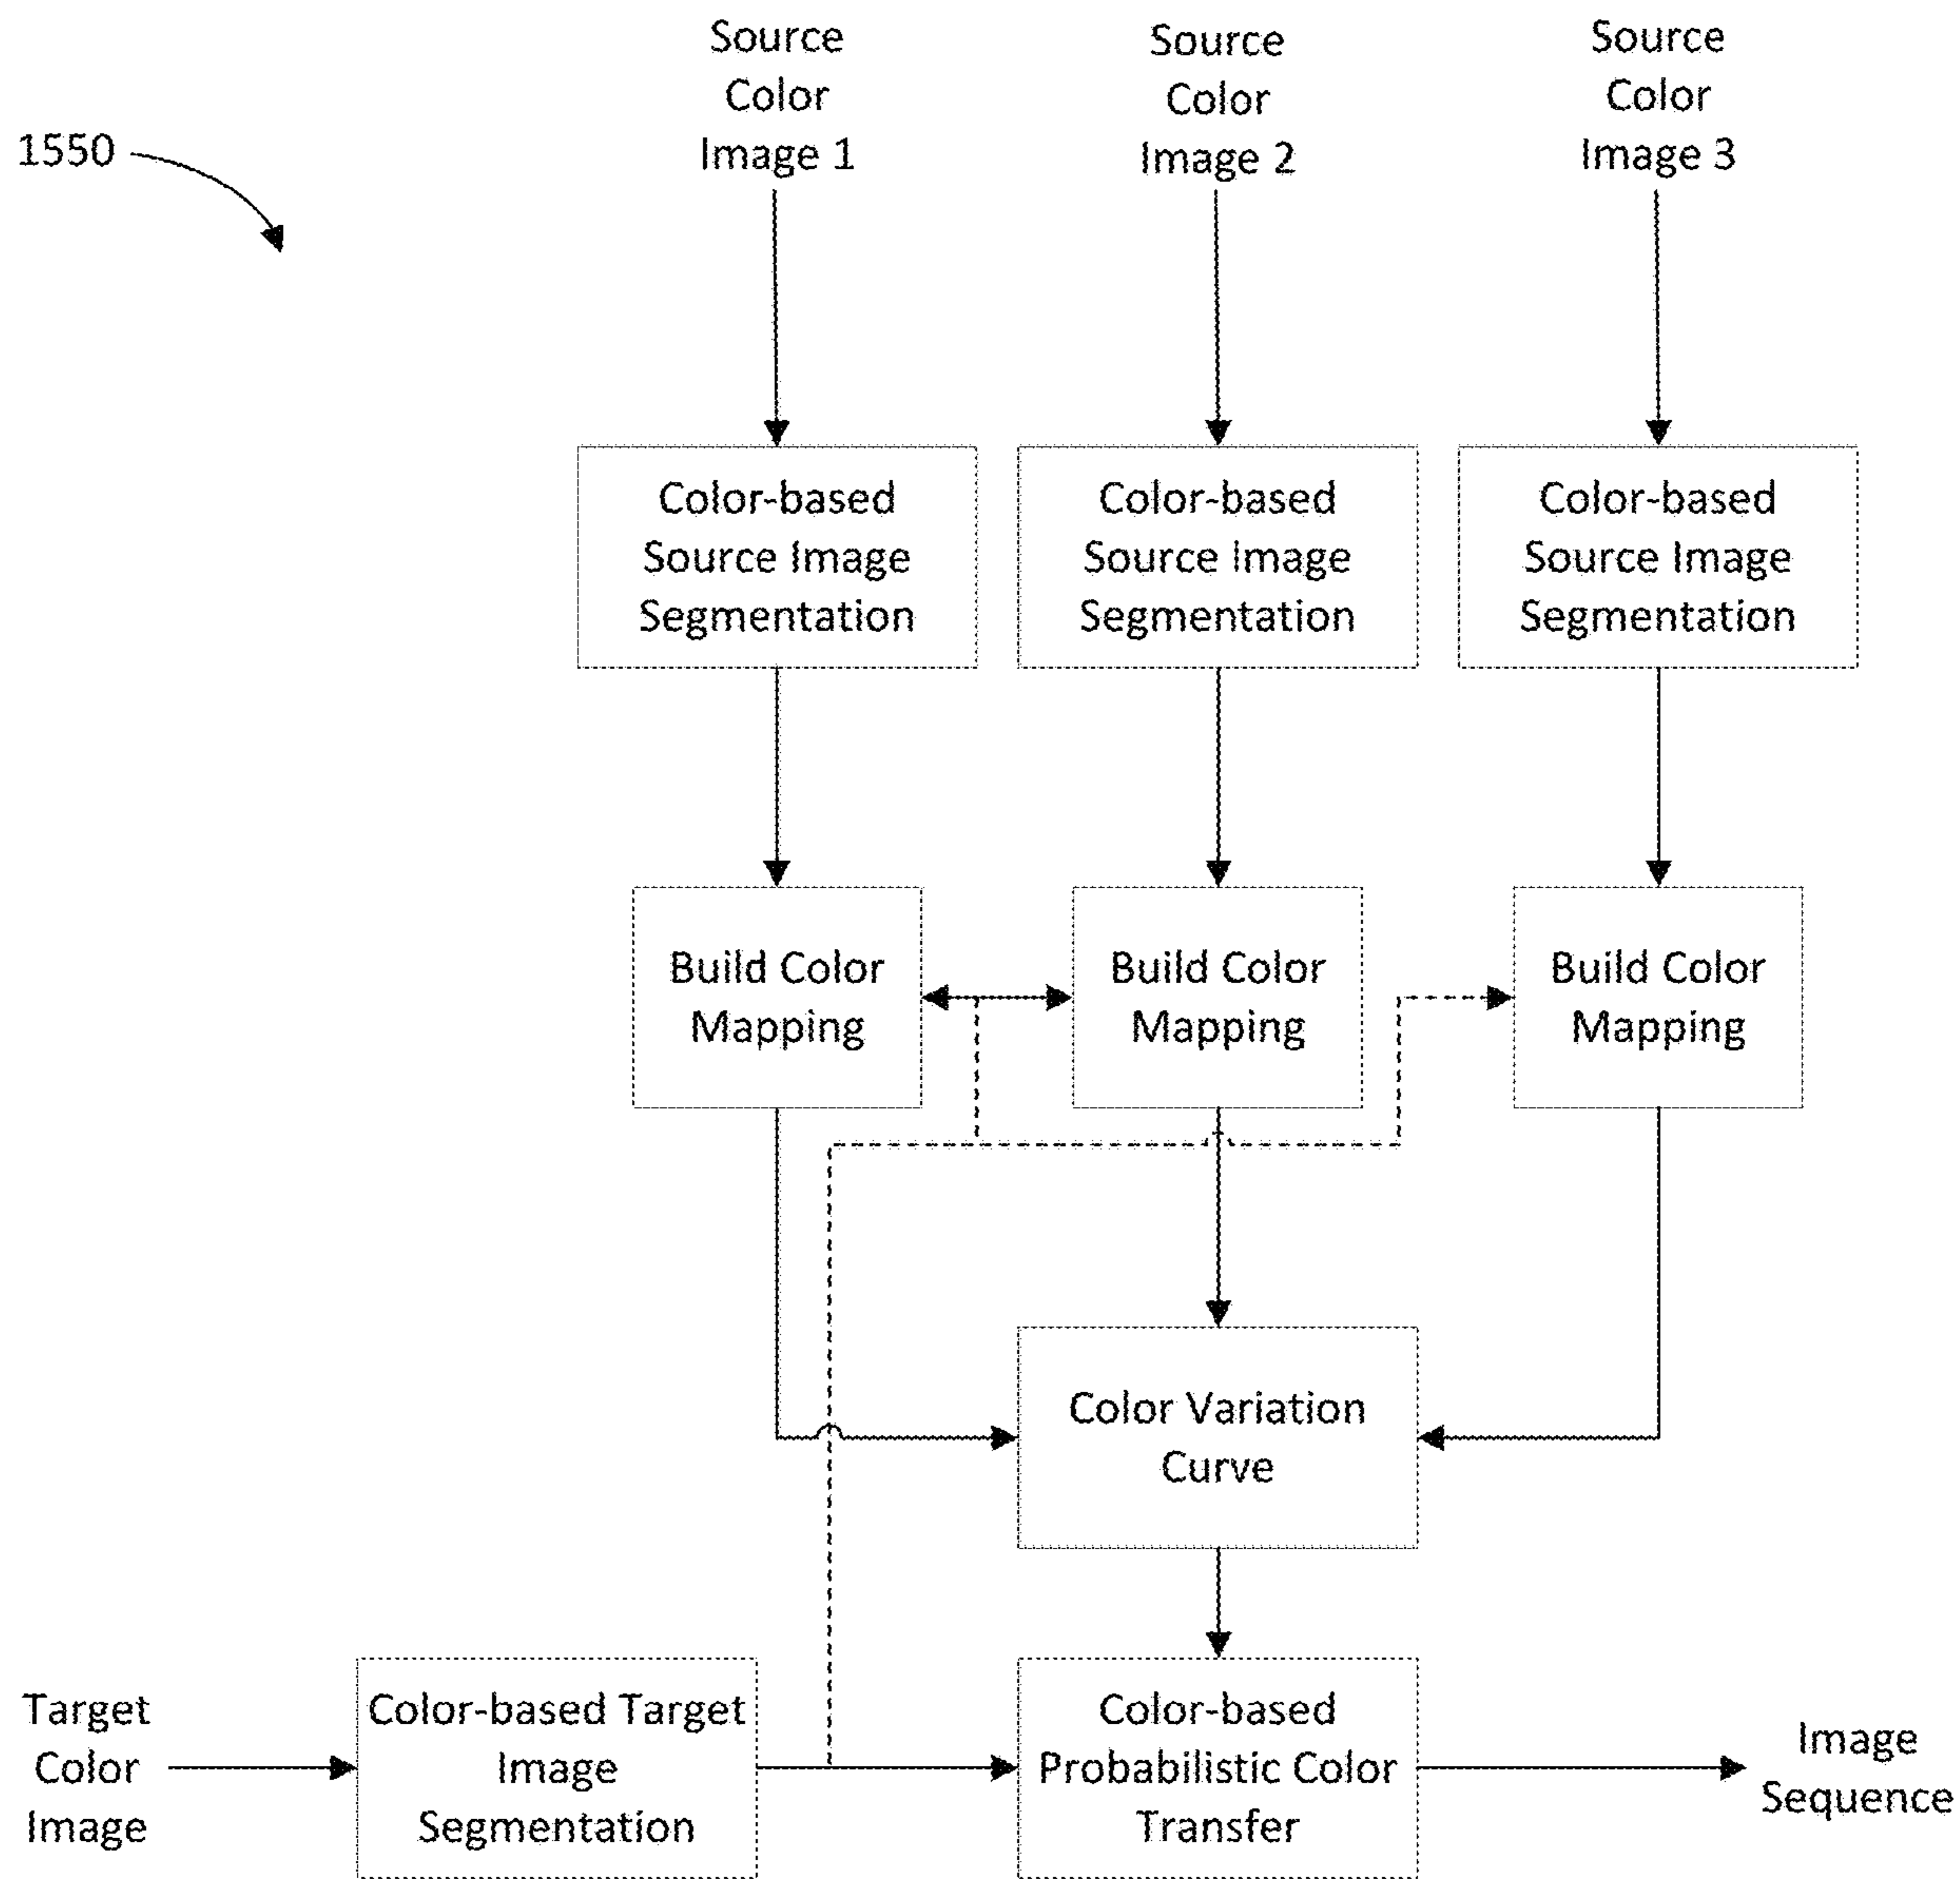 Source
Color
Image 1
Source
Color
Image 2
Source
Color
Image 3
1550
Color-based
Source Image
Segmentation
Color-based
Source Image
Segmentation
Color-based
Source Image
Segmentation
Build Color
Mapping
Build Color
Mapping
Build Color
Mapping
Color Variation
Curve
Target
Color
Image
Color-based Target
Image
Segmentation
Color-based
Probabilistic Color
Transfer
Image
Sequence